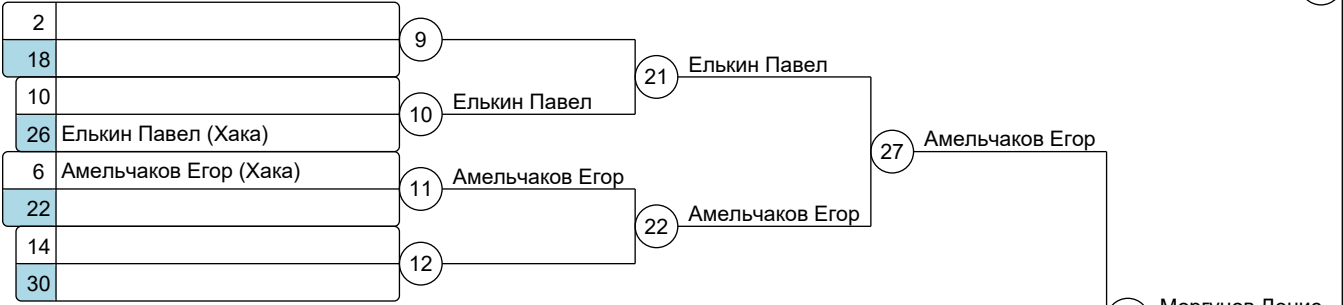 2
18
9
10
26 Елькин Павел (Хака)
10 Елькин Павел
21 Елькин Павел
6 Амельчаков Егор (Хака)
22
11 Амельчаков Егор
14
30
12
22 Амельчаков Егор
27 Амельчаков Егор